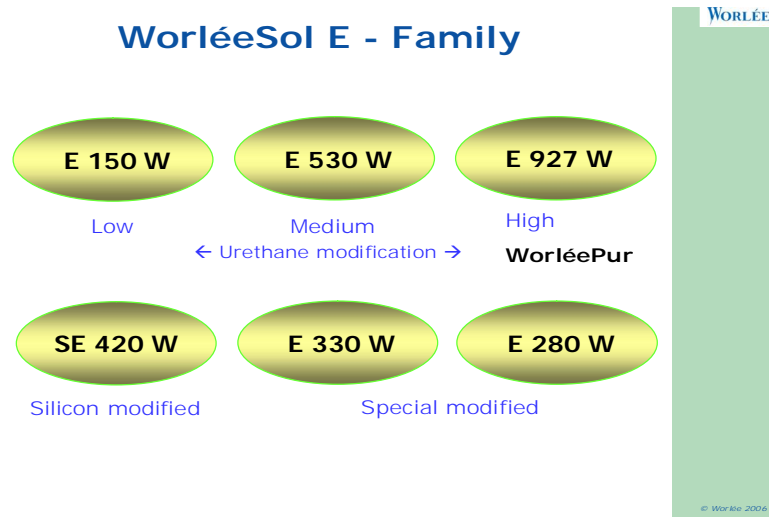 WORLÉE
WorléeSol E - Family
E 150 W
E 530 W
E 927 W
Low
Medium
High
← Urethane modification →
WorléePur
SE 420 W
E 330 W
E 280 W
Silicon modified
Special modified
© Worlée 2006